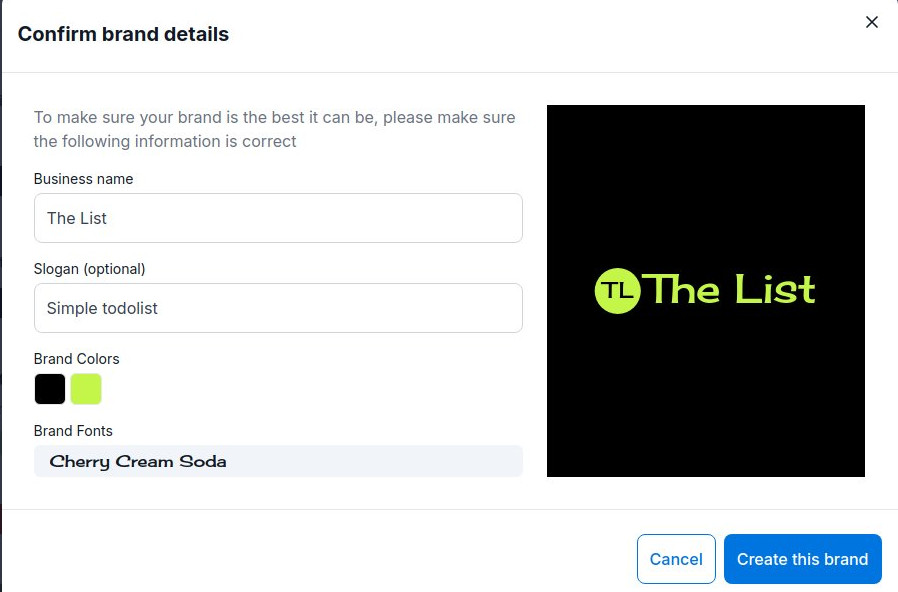 Confirm brand details
To make sure your brand is the best it can be, please make sure
the following information is correct
Business name
The List
Slogan (optional)
Simple todolist
Brand Colors
Brand Fonts
Cherry Cream Soda
TL The List
Cancel
Create this brand